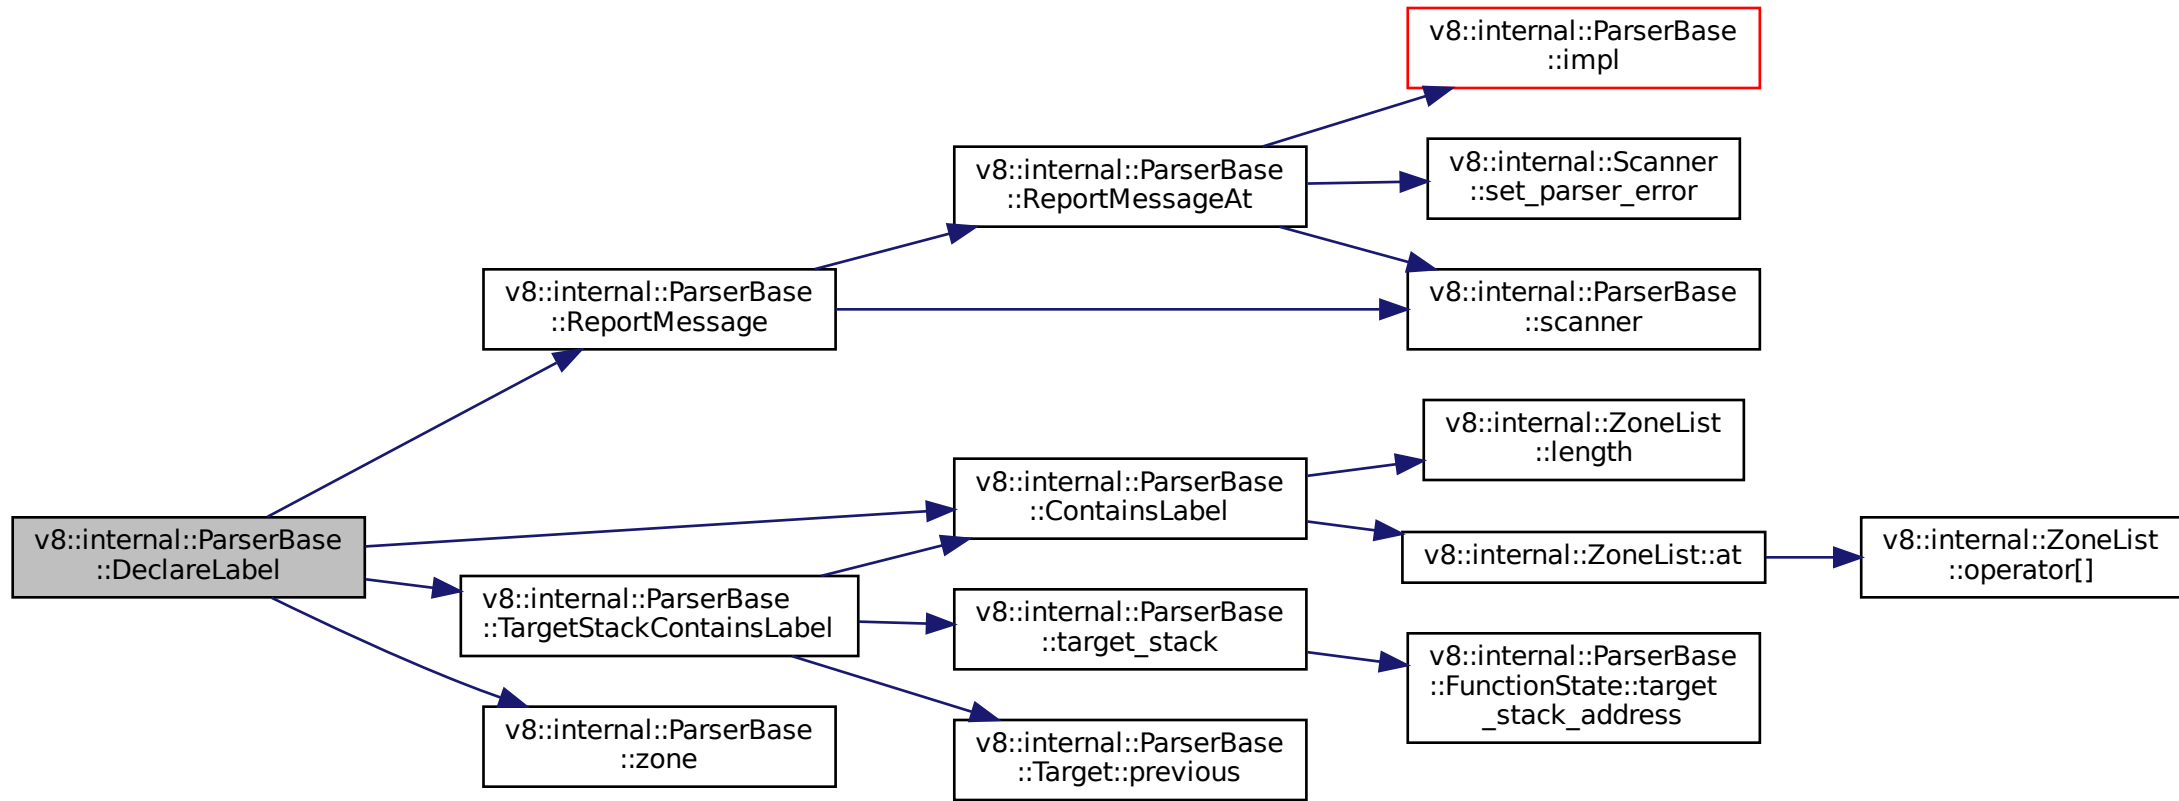 v8::internal::ParserBase
::DeclareLabel
v8::internal::ParserBase
::ReportMessage
v8::internal::ParserBase
::ReportMessageAt
v8::internal::ParserBase
::impl
v8::internal::Scanner
::set_parser_error
v8::internal::ParserBase
::scanner
v8::internal::ParserBase
::ContainsLabel
v8::internal::ZoneList
::length
v8::internal::ZoneList::at
v8::internal::ZoneList
::operator[]
v8::internal::ParserBase
::TargetStackContainsLabel
v8::internal::ParserBase
::target_stack
v8::internal::ParserBase
::FunctionState::target
_stack_address
v8::internal::ParserBase
::Target::previous
v8::internal::ParserBase
::zone